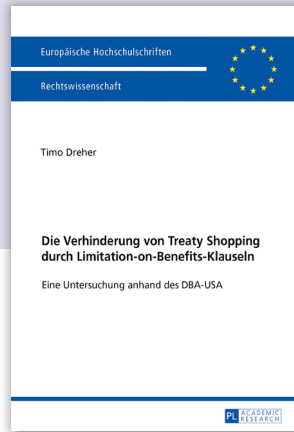 Europäische Hochschulschriften
Rechtswissenschaft
Timo Dreher
Die Verhinderung von Treaty Shopping
durch Limitation-on-Benefits-Klauseln
Eine Untersuchung anhand des DBA-USA
PL ACADEMIC
RESEARCH